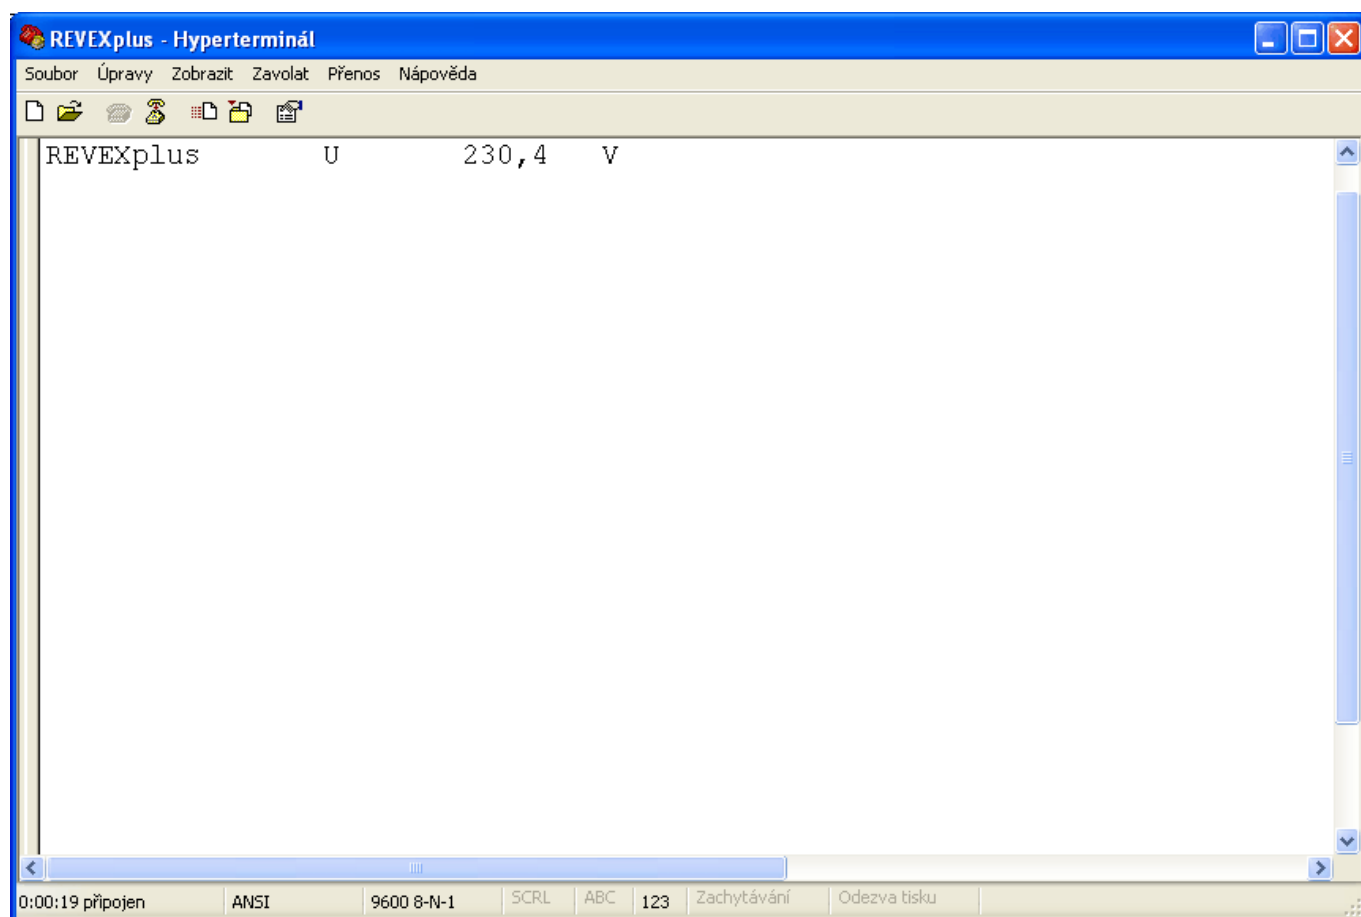 REVEXplus - Hyperterminál
Soubor Úpravy Zobrazit Zavolat Přenos Nápověda
REVEXplus U 230,4 V
0:00:19 připojen ANSI 9600 8-N-1 SCRL ABC 123 Zachytávání Odezva tisku